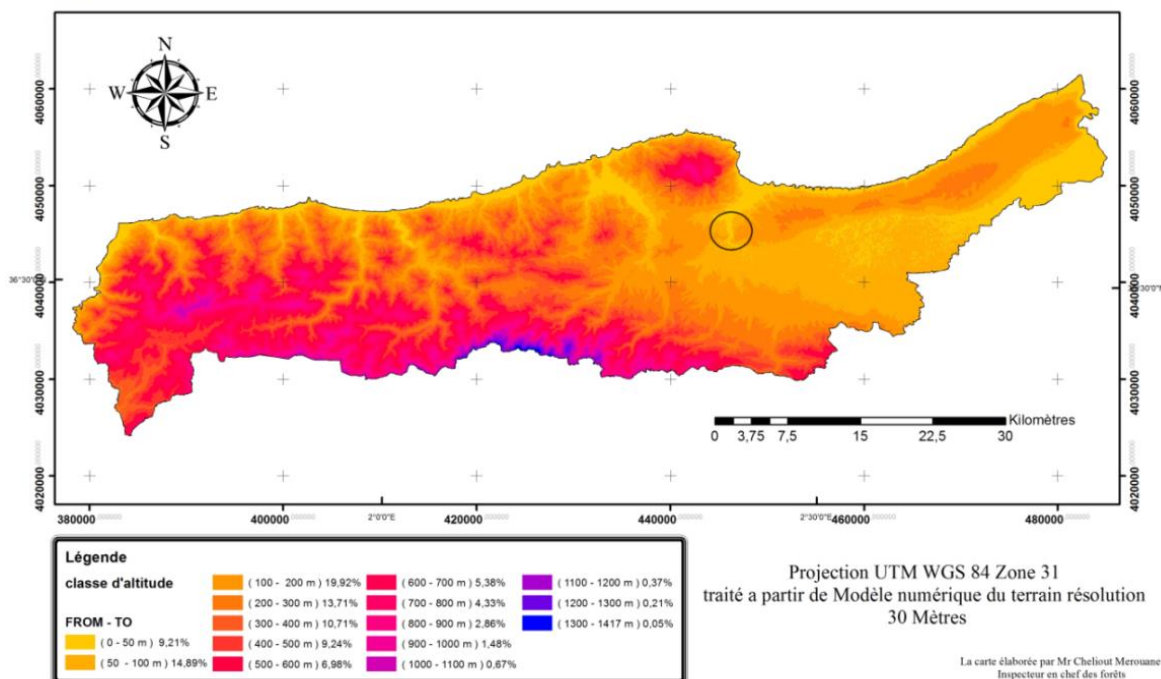 N
W E
S
380000 400000 2°0'0"E 420000 440000 2°30'0"E 460000 480000
4060000 4050000 4040000 4030000 4020000
4060000 4050000 4040000 4030000 4020000
36°30'0"N
Kilomètres
0 3,75 7,5 15 22,5 30
Légende
classe d'altitude
FROM - TO
( 0 - 50 m ) 9,21%
( 50 - 100 m ) 14,89%
( 100 - 200 m ) 19,92%
( 200 - 300 m ) 13,71%
( 300 - 400 m ) 10,71%
( 400 - 500 m ) 9,24%
( 500 - 600 m ) 6,98%
( 600 - 700 m ) 5,38%
( 700 - 800 m ) 4,33%
( 800 - 900 m ) 2,86%
( 900 - 1000 m ) 1,48%
( 1000 - 1100 m ) 0,67%
( 1100 - 1200 m ) 0,37%
( 1200 - 1300 m ) 0,21%
( 1300 - 1417 m ) 0,05%
Projection UTM WGS 84 Zone 31
traité a partir de Modèle numérique du terrain résolution
30 Mètres
La carte élaborée par Mr Cheliout Merouane
Inspecteur en chef des forêts